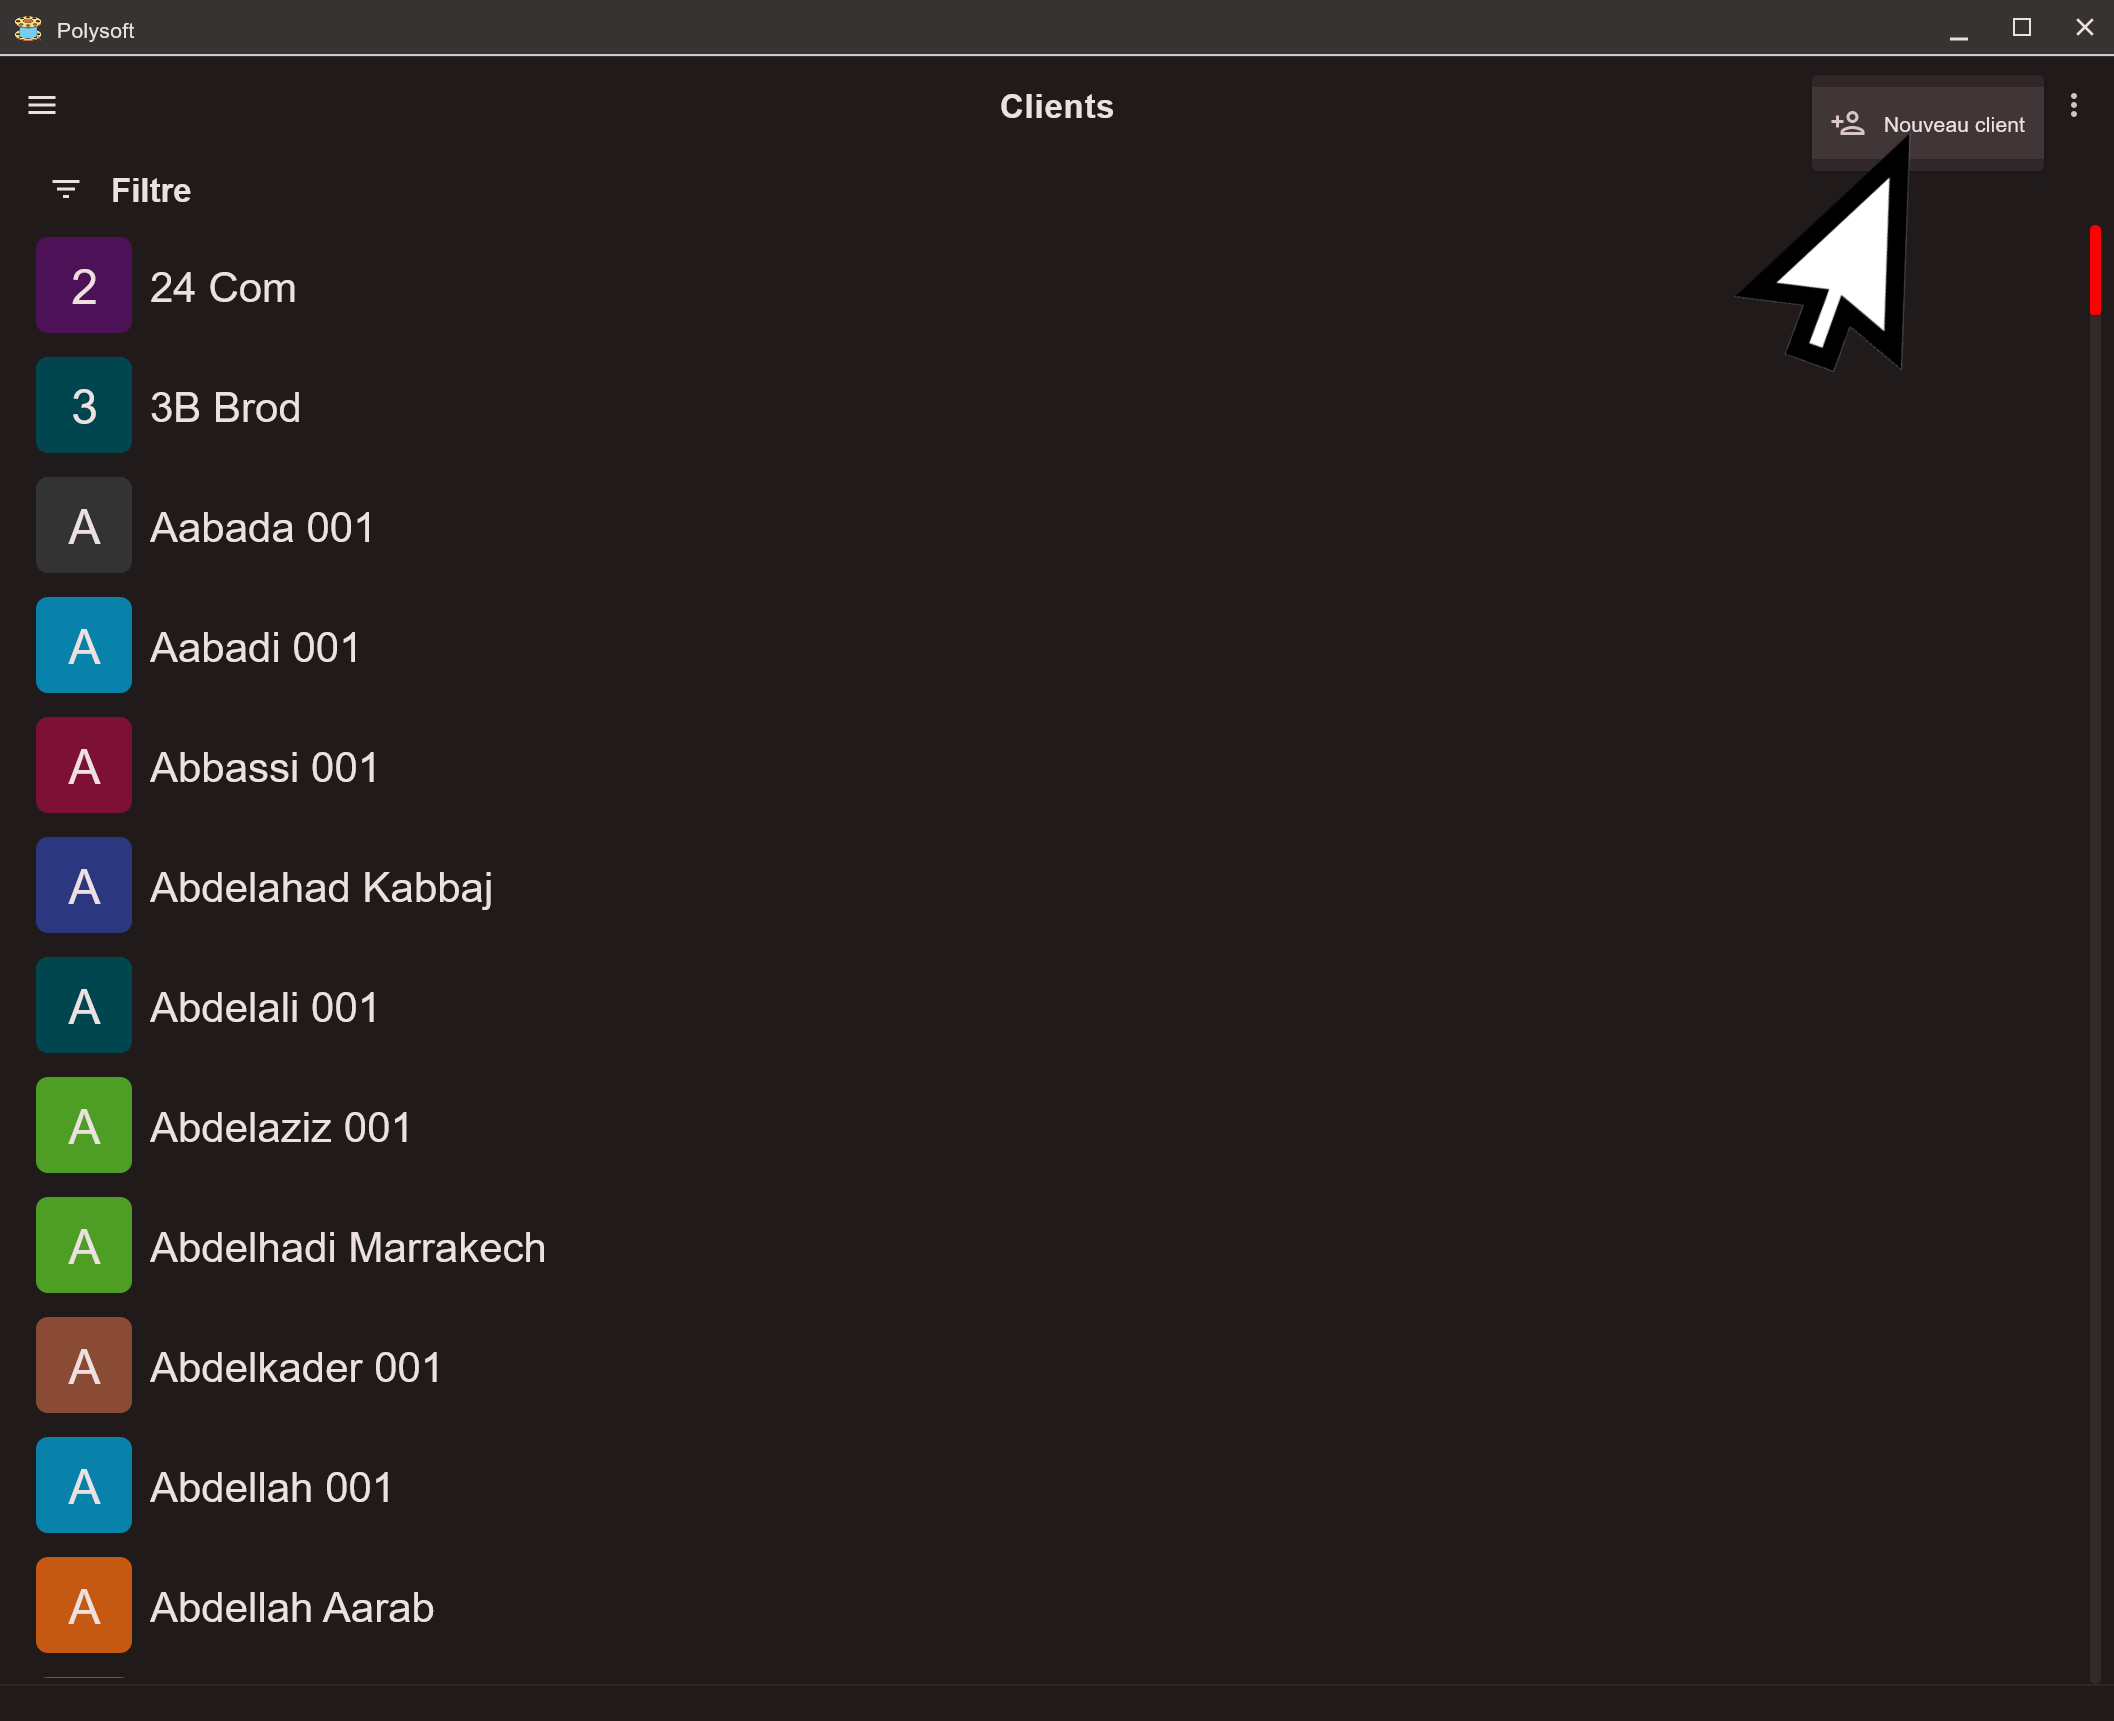 Polysoft
Clients
Nouveau client
Filtre
2 24 Com
3 3B Brod
A Aabada 001
A Aabadi 001
A Abbassi 001
A Abdelahad Kabbaj
A Abdelali 001
A Abdelaziz 001
A Abdelhadi Marrakech
A Abdelkader 001
A Abdellah 001
A Abdellah Aarab